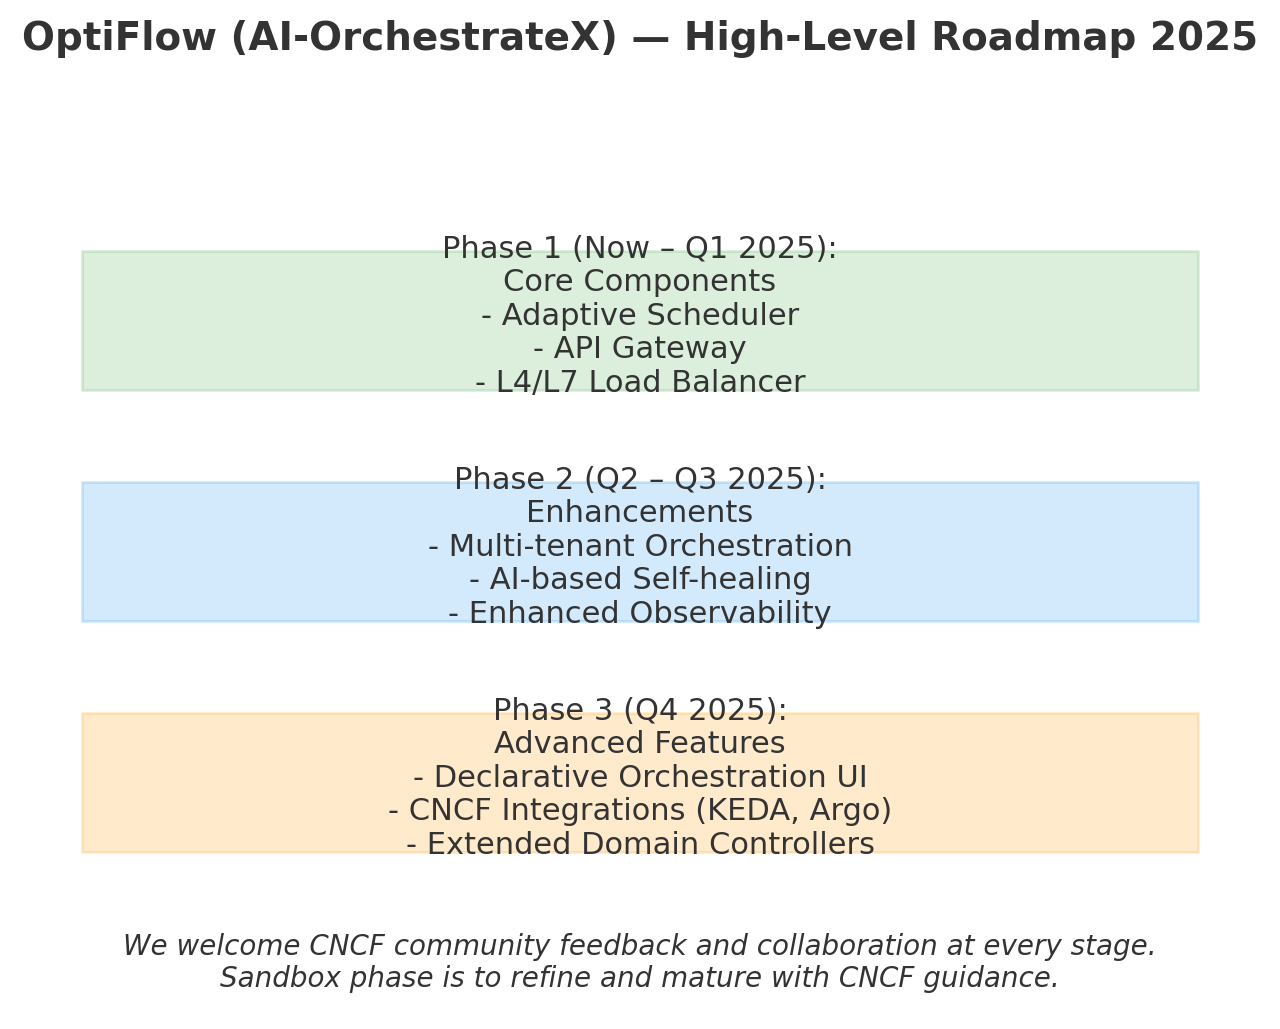 OptiFlow (AI-OrchestrateX) — High-Level Roadmap 2025
Phase 1 (Now – Q1 2025):
Core Components
- Adaptive Scheduler
- API Gateway
- L4/L7 Load Balancer
Phase 2 (Q2 – Q3 2025):
Enhancements
- Multi-tenant Orchestration
- AI-based Self-healing
- Enhanced Observability
Phase 3 (Q4 2025):
Advanced Features
- Declarative Orchestration UI
- CNCF Integrations (KEDA, Argo)
- Extended Domain Controllers
We welcome CNCF community feedback and collaboration at every stage.
Sandbox phase is to refine and mature with CNCF guidance.